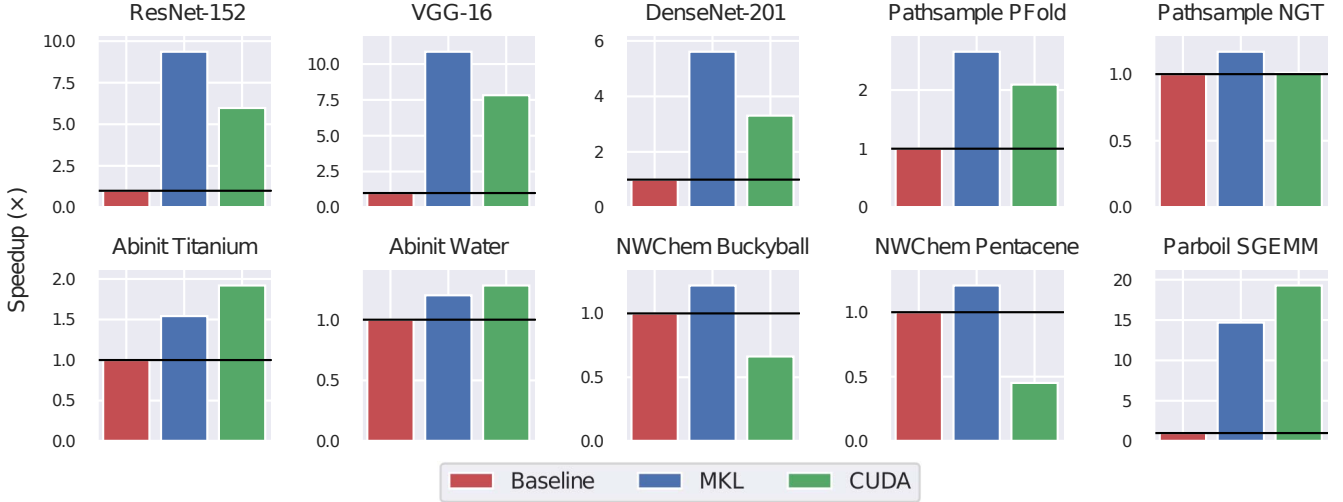 ResNet-152
VGG-16
DenseNet-201
Pathsample PFold
Pathsample NGT
10.0
7.5
5.0
2.5
0.0
10.0
7.5
5.0
2.5
0.0
6
4
2
0
2
1
0
1.0
0.5
0.0
Speedup (×)
Abinit Titanium
Abinit Water
NWChem Buckyball
NWChem Pentacene
Parboil SGEMM
2.0
1.5
1.0
0.5
0.0
1.0
0.5
0.0
1.0
0.5
0.0
1.0
0.5
0.0
20
15
10
5
0
Baseline
MKL
CUDA